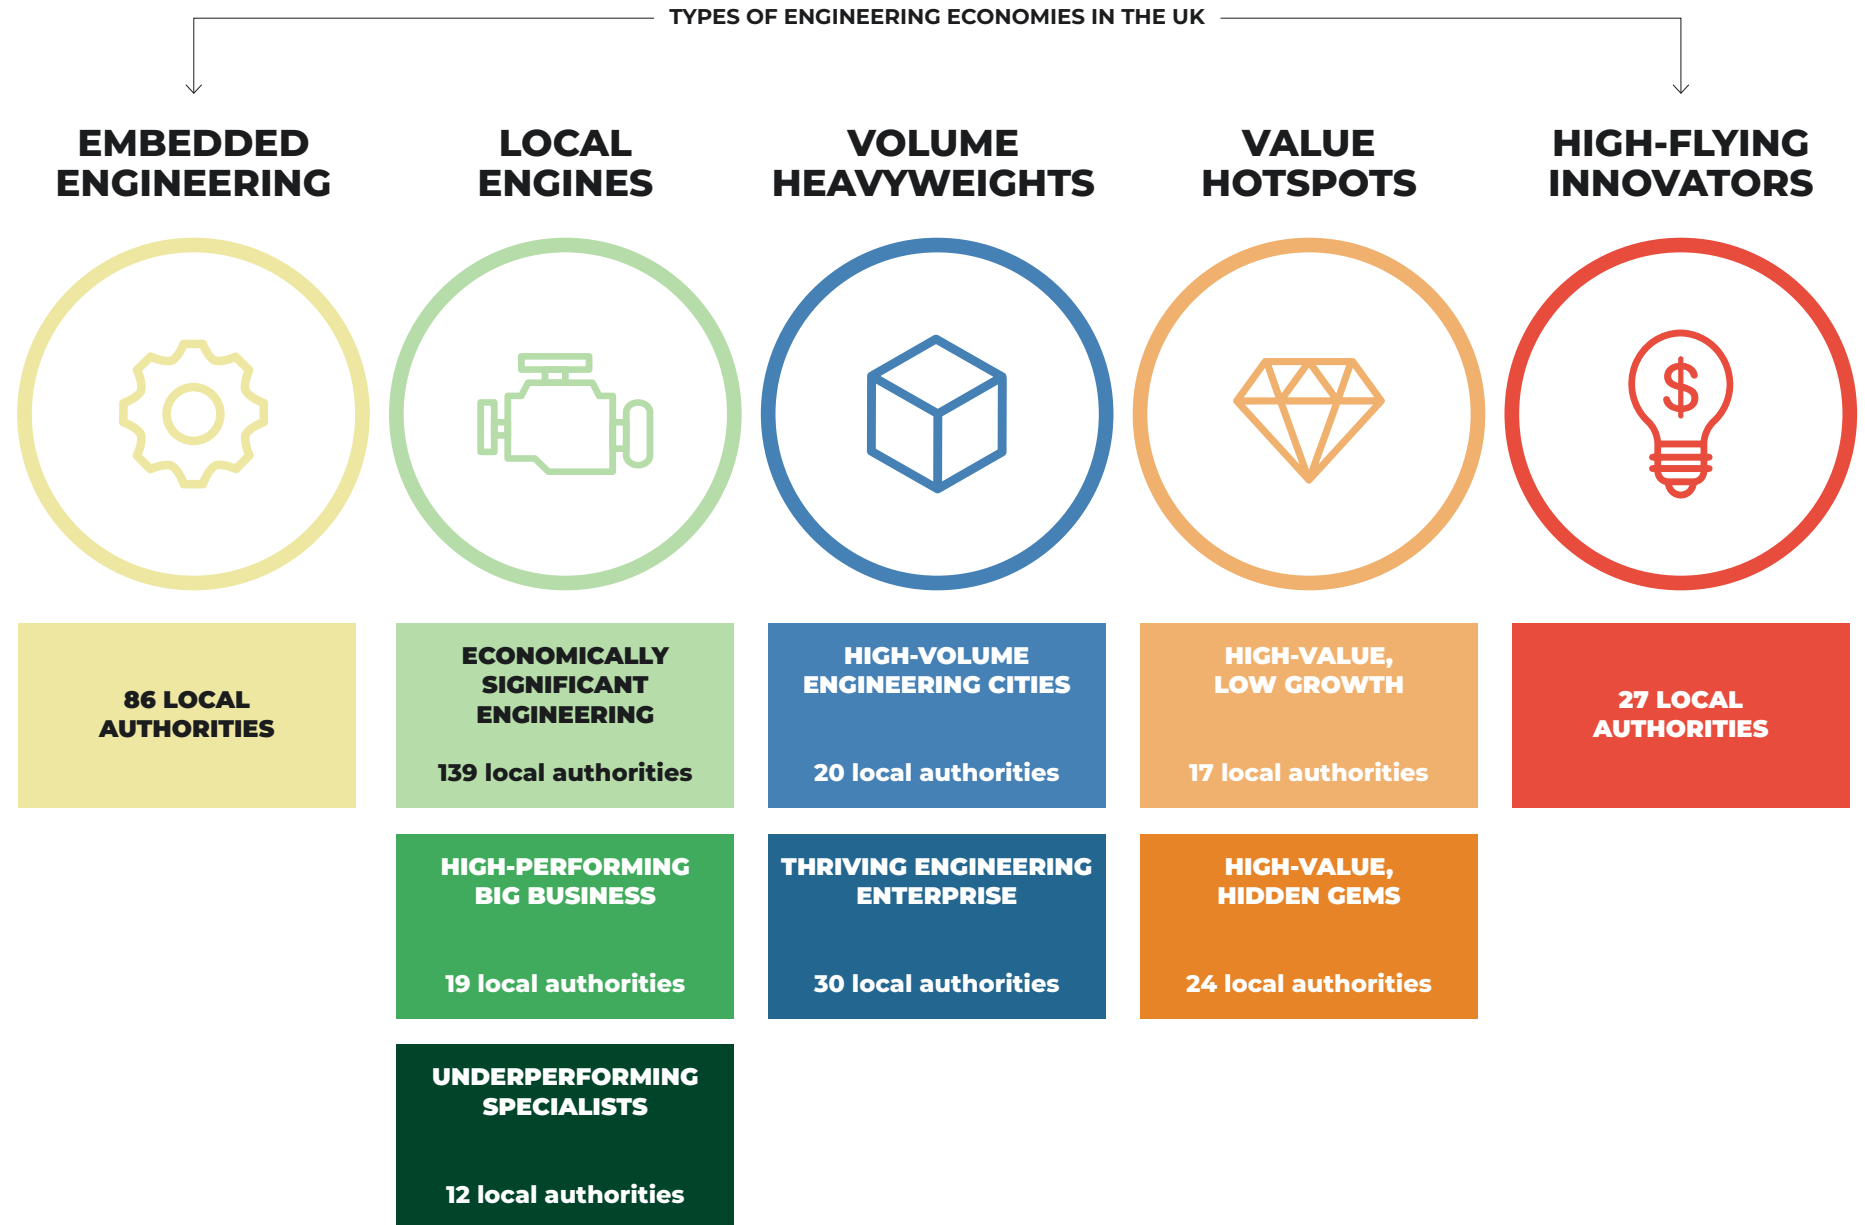 TYPES OF ENGINEERING ECONOMIES IN THE UK
EMBEDDED
ENGINEERING
LOCAL
ENGINES
VOLUME
HEAVYWEIGHTS
VALUE
HOTSPOTS
HIGH-FLYING
INNOVATORS
$
86 LOCAL
AUTHORITIES
ECONOMICALLY
SIGNIFICANT
ENGINEERING
139 local authorities
HIGH-VOLUME
ENGINEERING CITIES
20 local authorities
HIGH-VALUE,
LOW GROWTH
17 local authorities
27 LOCAL
AUTHORITIES
HIGH-PERFORMING
BIG BUSINESS
19 local authorities
THRIVING ENGINEERING
ENTERPRISE
30 local authorities
HIGH-VALUE,
HIDDEN GEMS
24 local authorities
UNDERPERFORMING
SPECIALISTS
12 local authorities